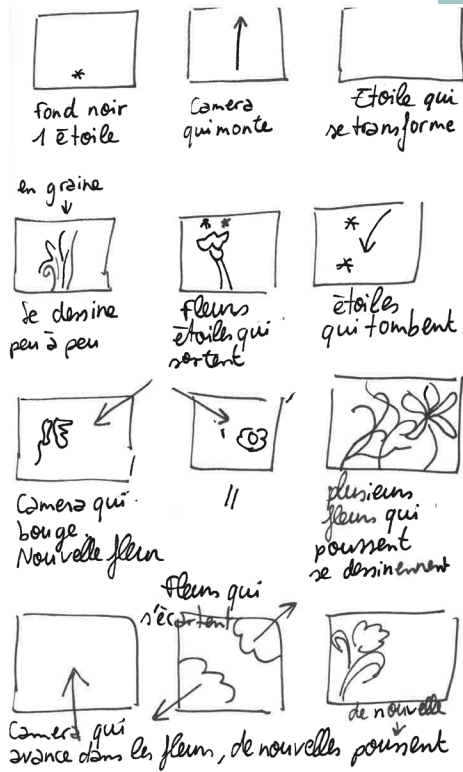 fond noir
1 étoile
Camera
qui monte
Etoile qui
se transforme
en graine
Se dessine
peu à peu
Fleurs
étoiles qui
sortent
étoiles
qui tombent
Camera qui
bouge.
Nouvelle fleur
//
plusieurs
fleurs qui
poussent
se dessinennent
Fleurs qui
s'écartent
de nouvelle
Camera qui
avance dans les fleurs, de nouvelles poussent